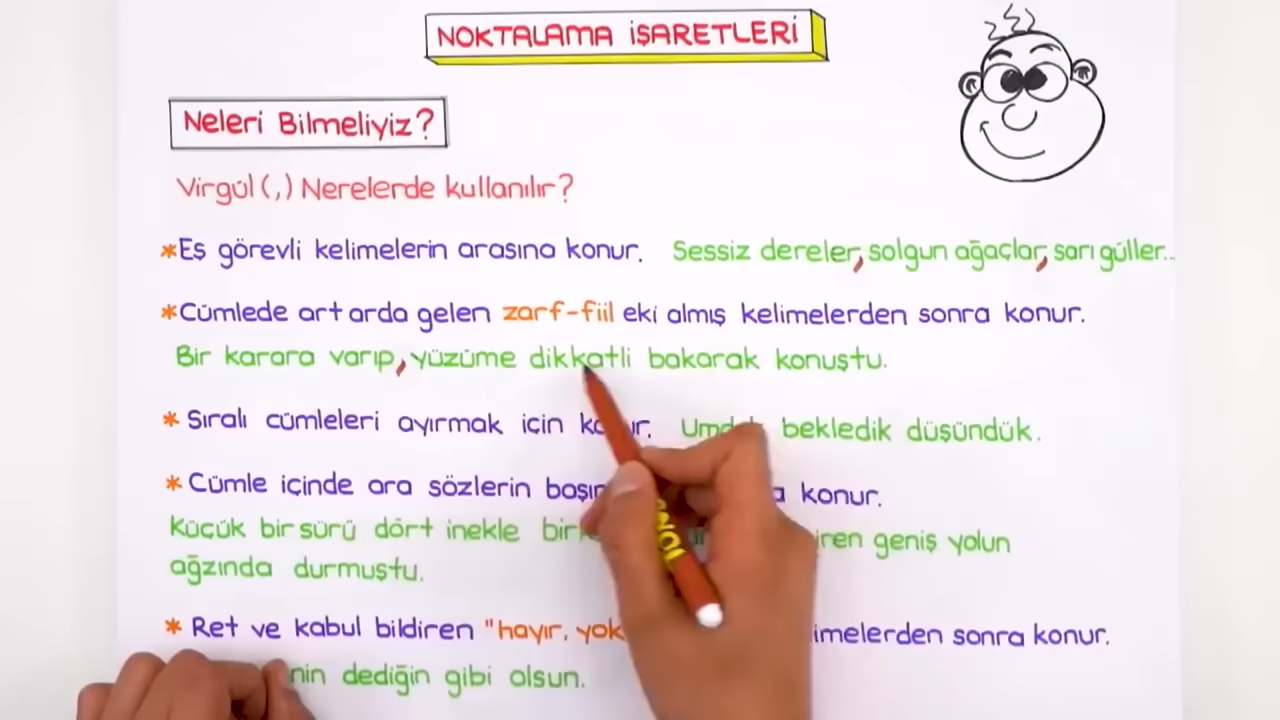 NOKTALAMA İŞARETLERİ
Neleri Bilmeliyiz?
Virgül (,) Nerelerde kullanılır?
*Eş görevli kelimelerin arasına konur. Sessiz dereler, solgun ağaçlar, sarı güller...
*Cümlede art arda gelen zarf-fiil eki almış kelimelerden sonra konur.
Bir karara varıp, yüzüme dikkatli bakarak konuştu.
* Sıralı cümleleri ayırmak için bekledik düşündük.
* Cümle içinde ara sözlerin konur.
Küçük bir sürü dört inekle geniş yolun
ağzında durmuştu.
* Ret ve kabul bildiren "hayır, yok sonra konur.
dediğin gibi olsun.